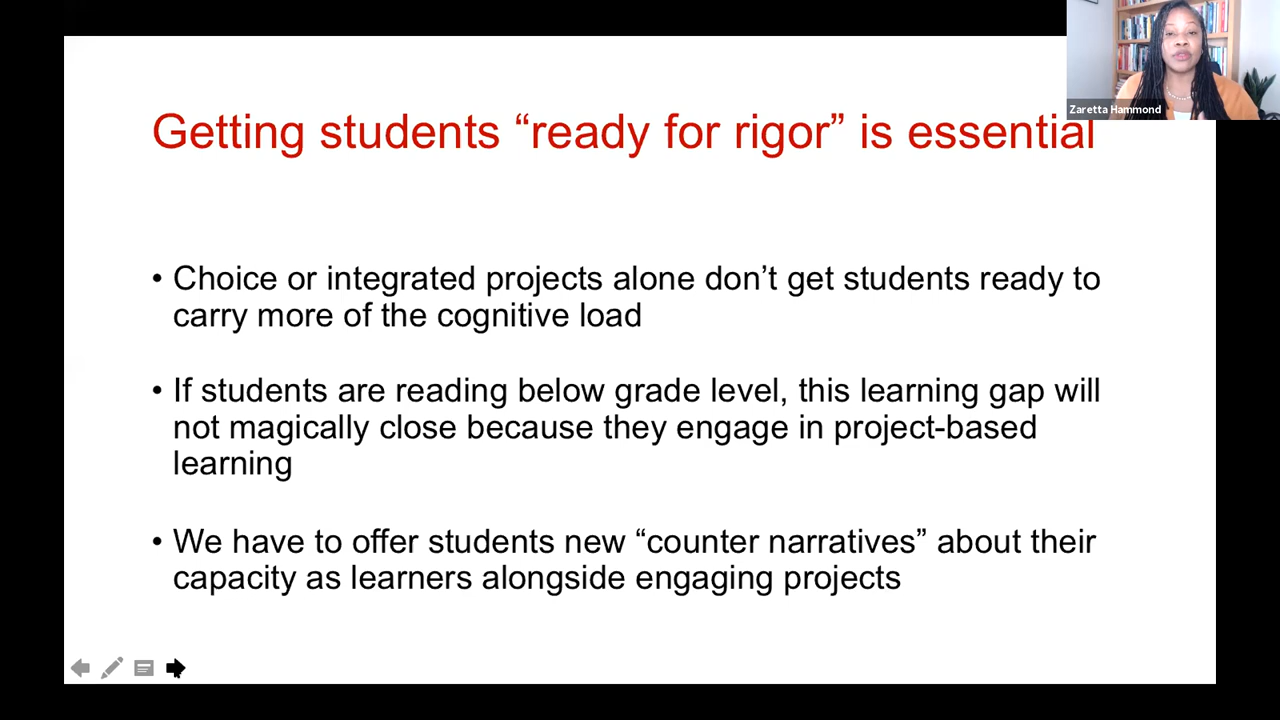 Zaretta Hammond
Getting students “ready for rigor” is essential
• Choice or integrated projects alone don’t get students ready to
carry more of the cognitive load
• If students are reading below grade level, this learning gap will
not magically close because they engage in project-based
learning
• We have to offer students new “counter narratives” about their
capacity as learners alongside engaging projects